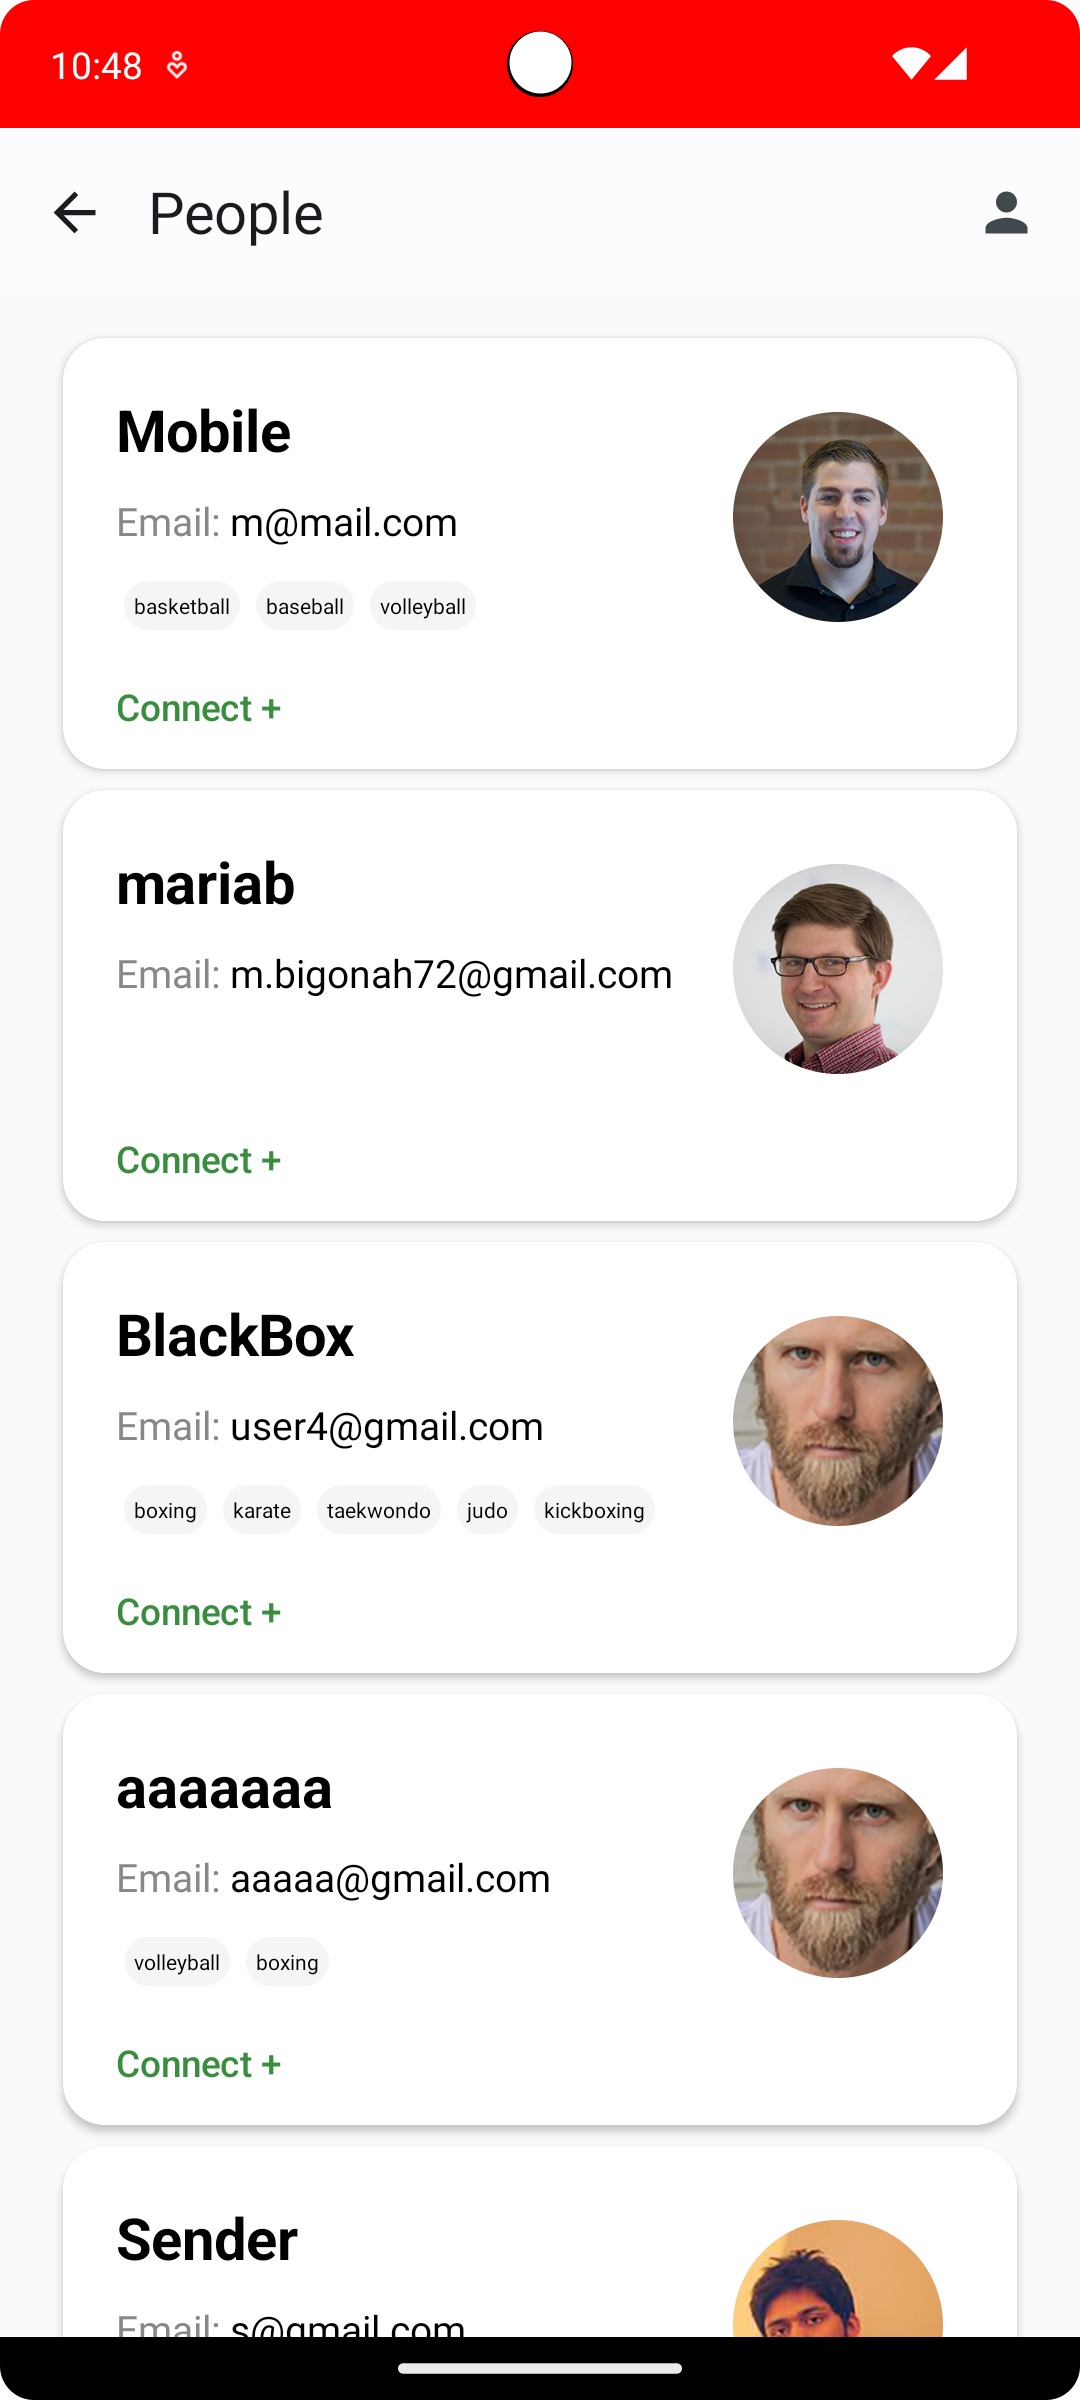 10:48
People
Mobile
Email: m@mail.com
basketball baseball volleyball
Connect +
mariab
Email: m.bigonah72@gmail.com
Connect +
BlackBox
Email: user4@gmail.com
boxing karate taekwondo judo kickboxing
Connect +
aaaaaaa
Email: aaaaa@gmail.com
volleyball boxing
Connect +
Sender
Email: s@gmail.com